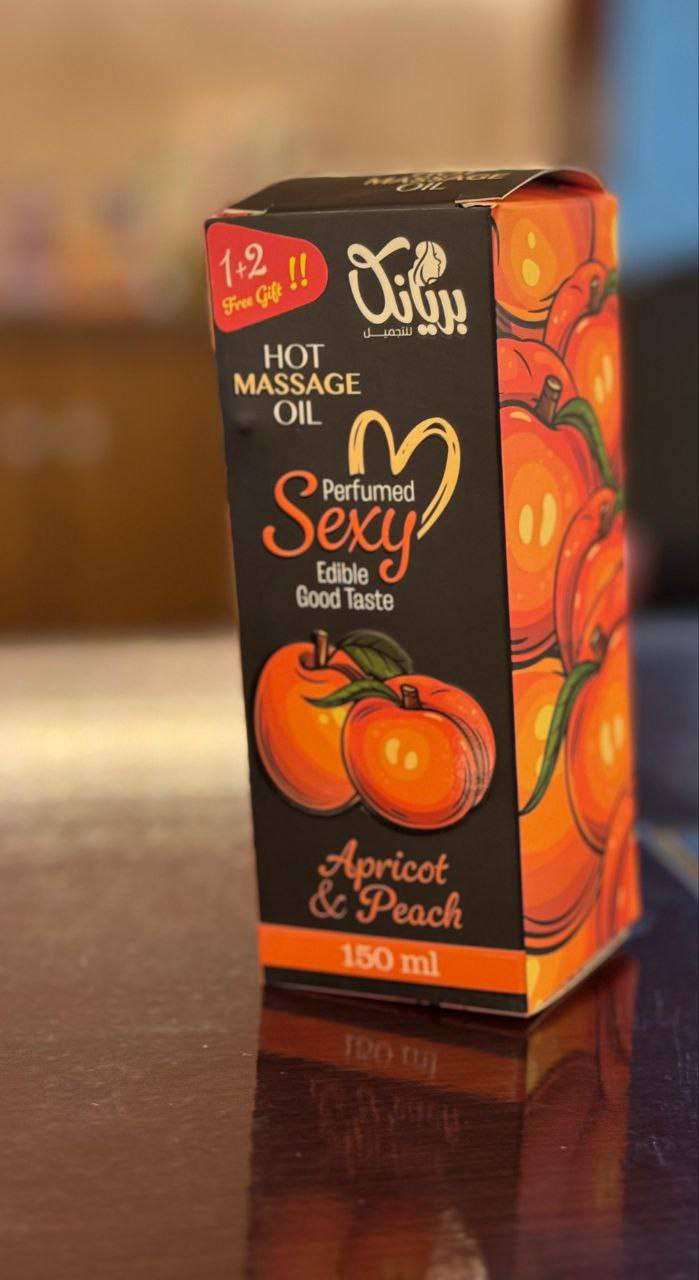 MASSAGE
OIL
1+2
!!
Free Gift
بريانك
للتجميل
HOT
MASSAGE
OIL
Perfumed
Sexy
Edible
Good Taste
Apricot
& Peach
150 ml